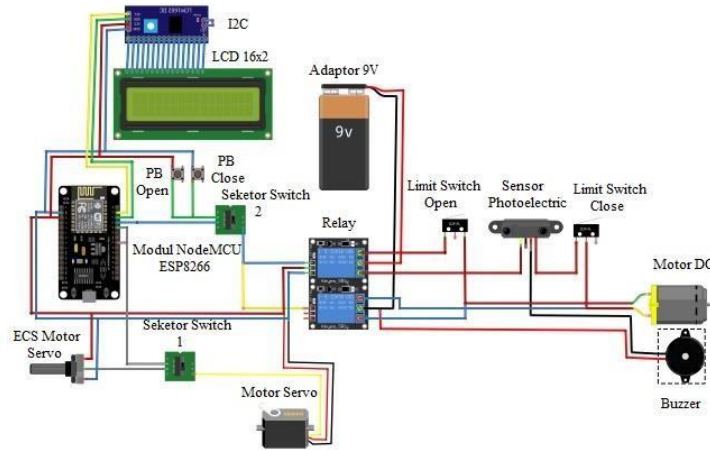 I2C
LCD 16x2
Adaptor 9V
9v
PB
Open
PB
Close
Seketor Switch
2
Limit Switch
Open
Sensor
Photoelectric
Limit Switch
Close
Relay
Modul NodeMCU
ESP8266
Motor DC
ECS Motor
Servo
Seketor Switch
1
Motor Servo
Buzzer